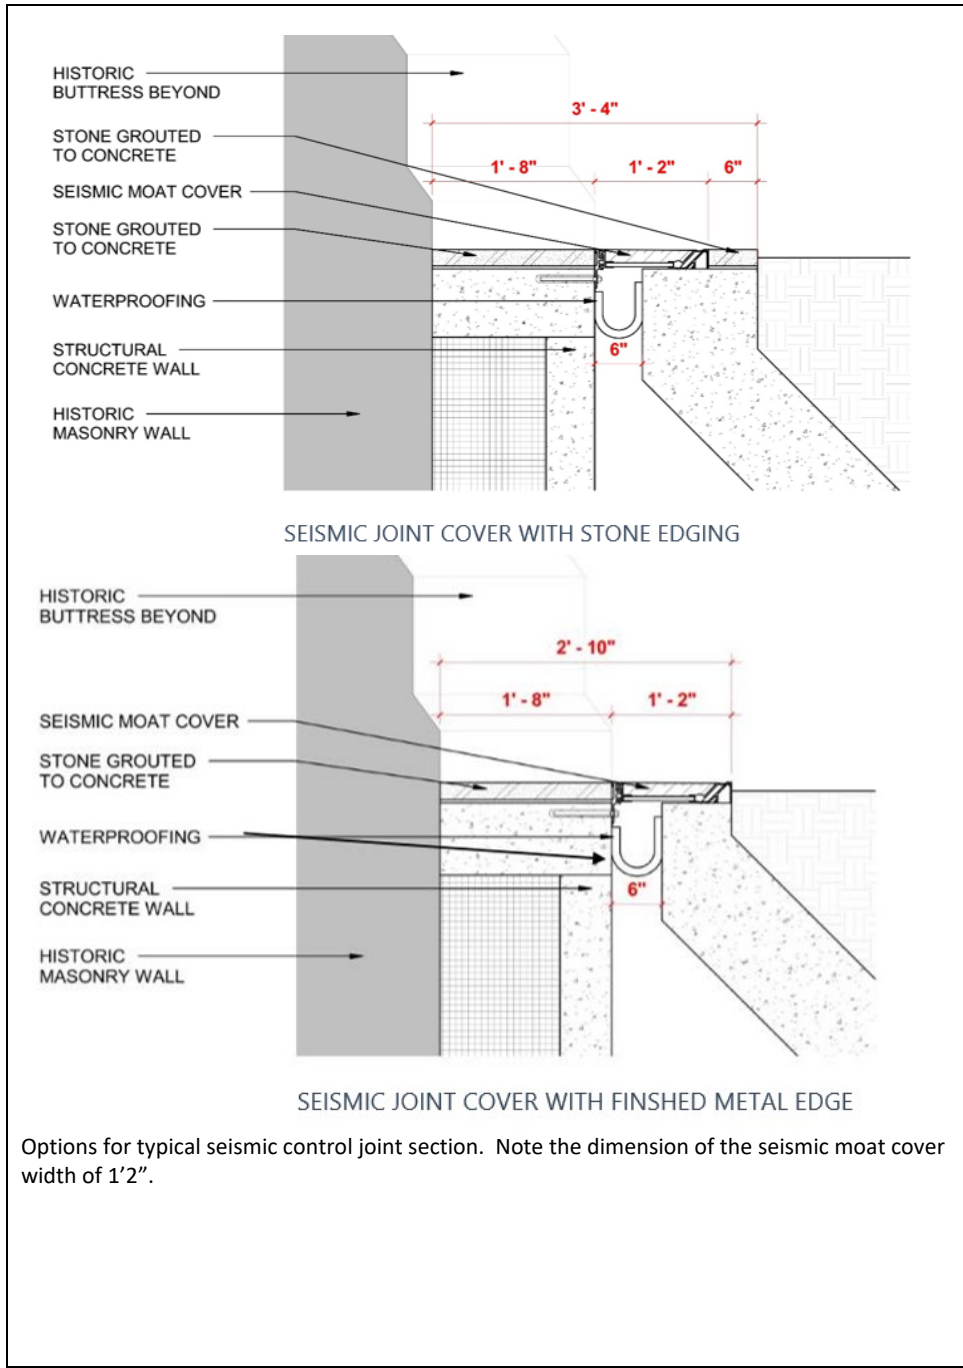 HISTORIC
BUTTRESS BEYOND
3' - 4"
STONE GROUTED
TO CONCRETE
1' - 8"
1' - 2"
6"
SEISMIC MOAT COVER
STONE GROUTED
TO CONCRETE
WATERPROOFING
STRUCTURAL
CONCRETE WALL
6"
HISTORIC
MASONRY WALL
SEISMIC JOINT COVER WITH STONE EDGING
HISTORIC
BUTTRESS BEYOND
2' - 10"
1' - 8"
1' - 2"
SEISMIC MOAT COVER
STONE GROUTED
TO CONCRETE
WATERPROOFING
STRUCTURAL
CONCRETE WALL
6"
HISTORIC
MASONRY WALL
SEISMIC JOINT COVER WITH FINSHED METAL EDGE
Options for typical seismic control joint section.  Note the dimension of the seismic moat cover
width of 1’2”.